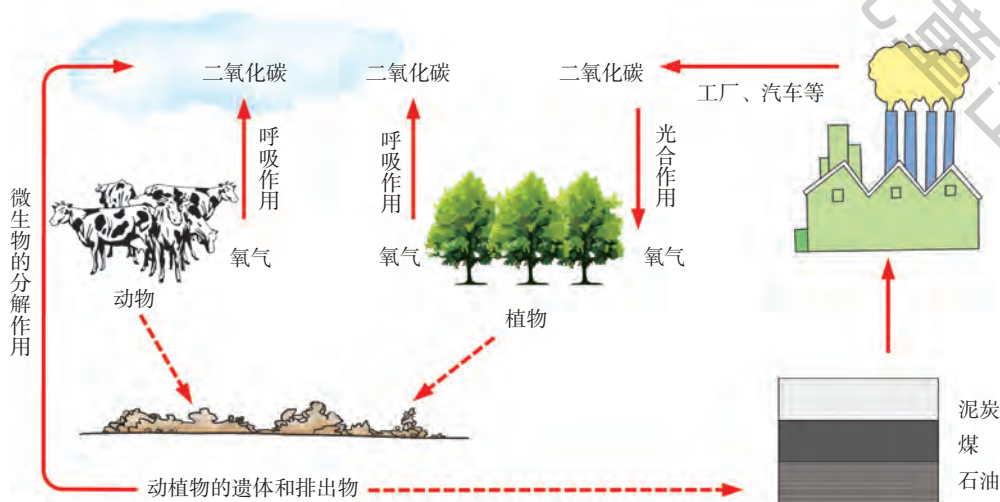 二氧化碳
二氧化碳
二氧化碳
工厂、汽车等
呼吸作用
呼吸作用
光合作用
微生物的分解作用
氧气
氧气
氧气
动物
植物
泥炭
煤
石油
动植物的遗体和排出物